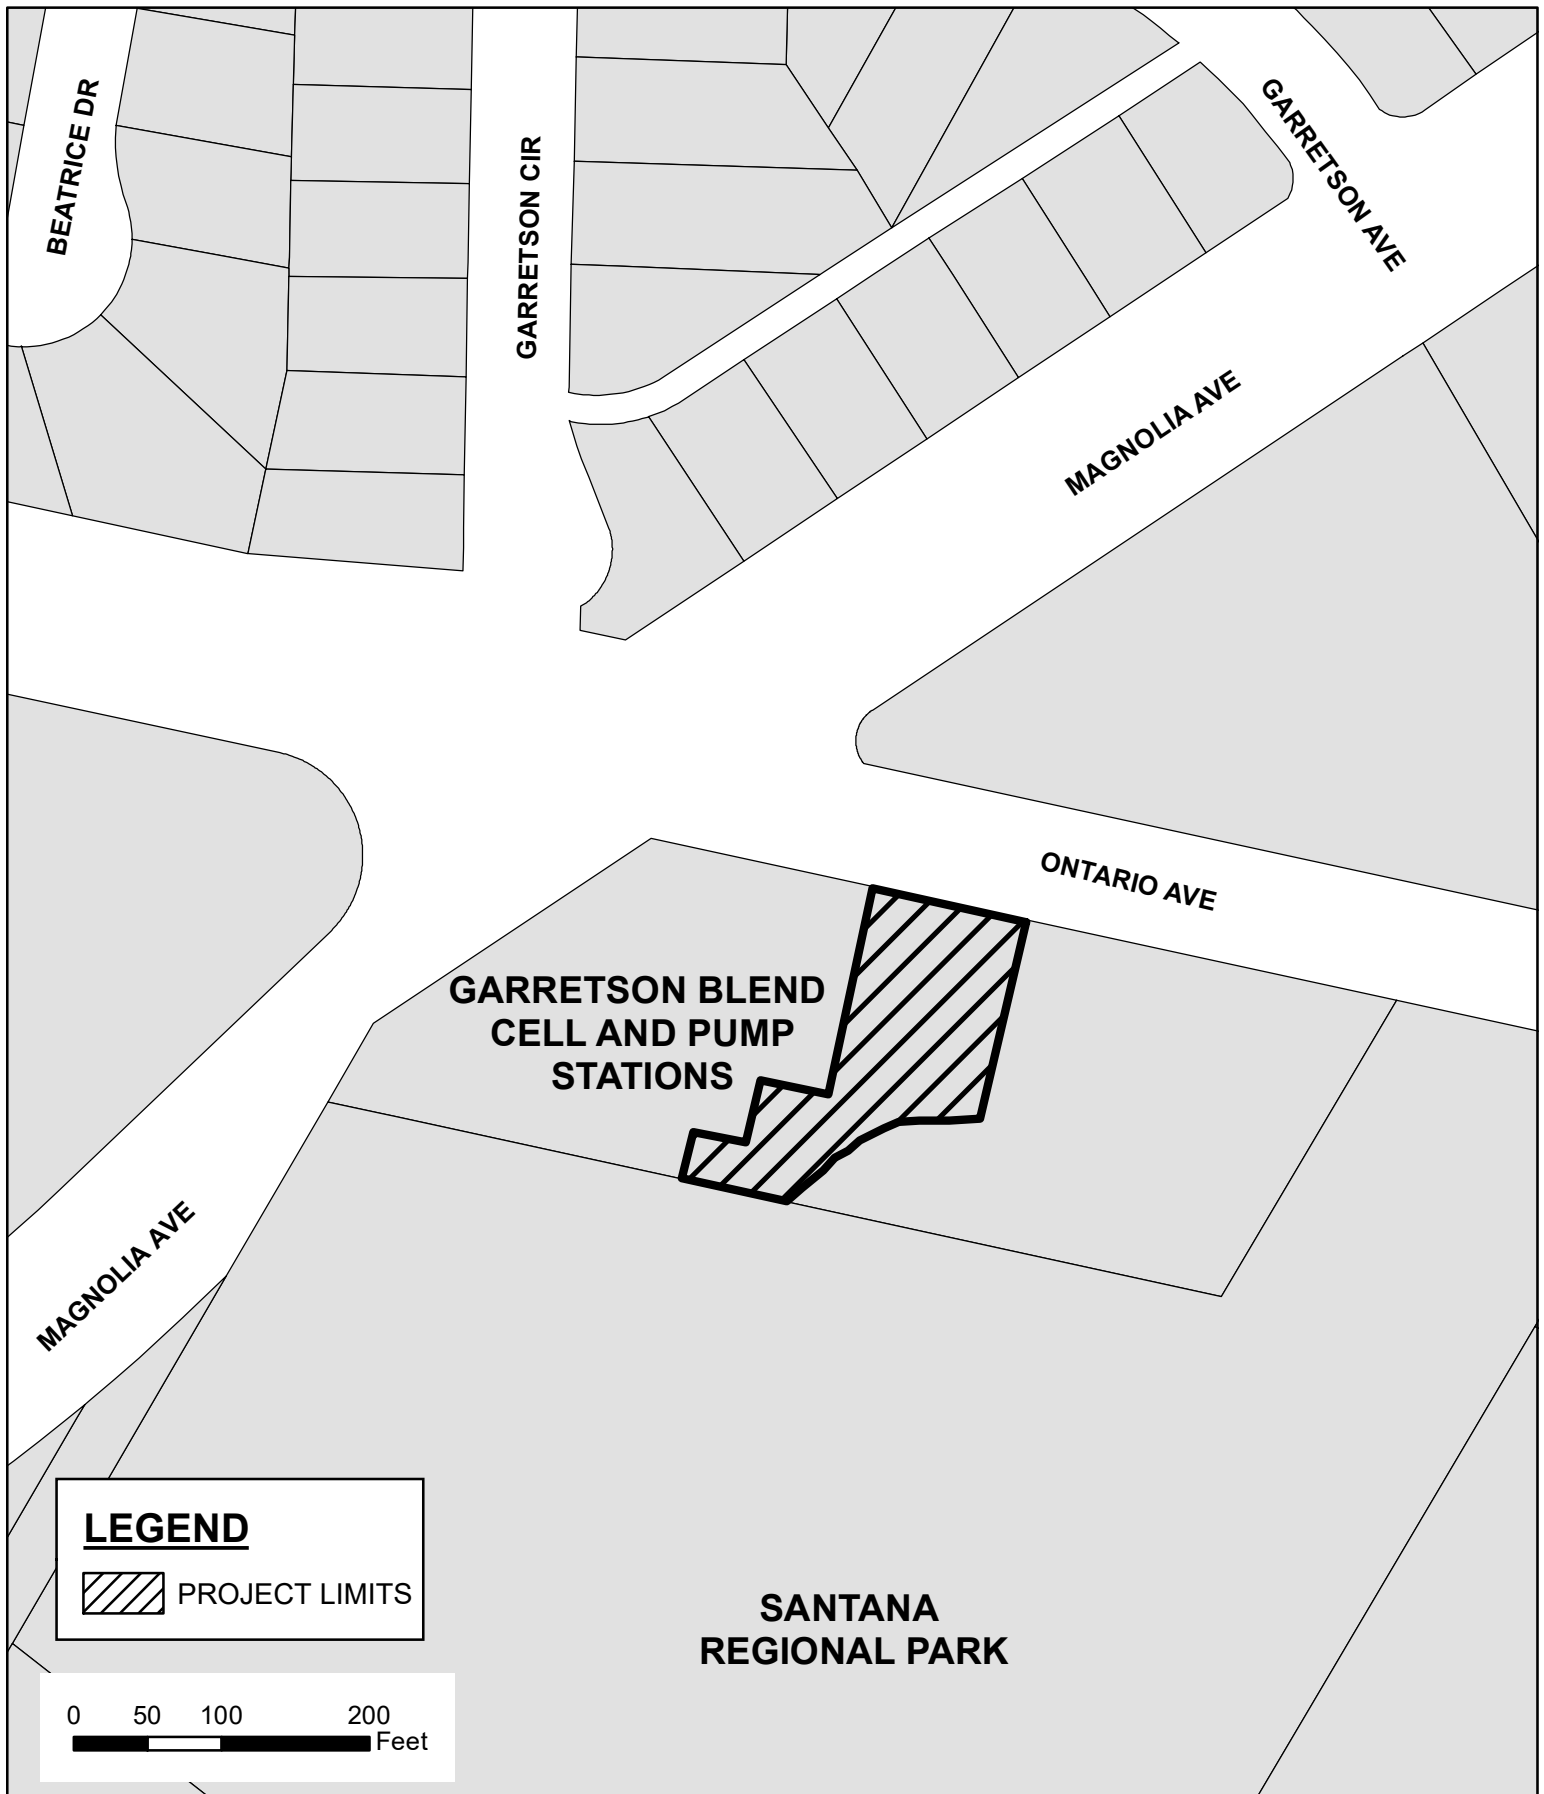 BEATRICE DR
GARRETSON CIR
GARRETSON AVE
MAGNOLIA AVE
ONTARIO AVE
GARRETSON BLEND
CELL AND PUMP
STATIONS
MAGNOLIA AVE
LEGEND
PROJECT LIMITS
SANTANA
REGIONAL PARK
0 50 100 200
Feet